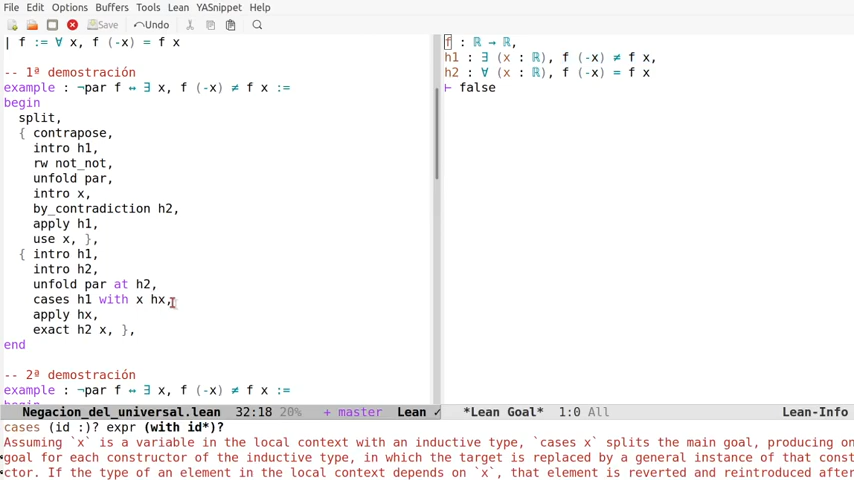 File Edit Options Buffers Tools Lean YASnippet Help
Save Undo
| f := ∀ x, f (-x) = f x
-- 1ª demostración
example : ¬par f ↔ ∃ x, f (-x) ≠ f x :=
begin
split,
{ contrapose,
intro h1,
rw not_not,
unfold par,
intro x,
by_contradiction h2,
apply h1,
use x, },
{ intro h1,
intro h2,
unfold par at h2,
cases h1 with x hx,
apply hx,
exact h2 x, },
end
-- 2ª demostración
example : ¬par f ↔ ∃ x, f (-x) ≠ f x :=
begin
Negacion_del_universal.lean 32:18 20% + master Lean ✓
f : ℝ → ℝ,
h1 : ∃ (x : ℝ), f (-x) ≠ f x,
h2 : ∀ (x : ℝ), f (-x) = f x
⊢ false
*Lean Goal* 1:0 All Lean-Info
cases (id :)? expr (with id*)?
Assuming `x` is a variable in the local context with an inductive type, `cases x` splits the main goal, producing on
goal for each constructor of the inductive type, in which the target is replaced by a general instance of that const
ctor. If the type of an element in the local context depends on `x`, that element is reverted and reintroduced after